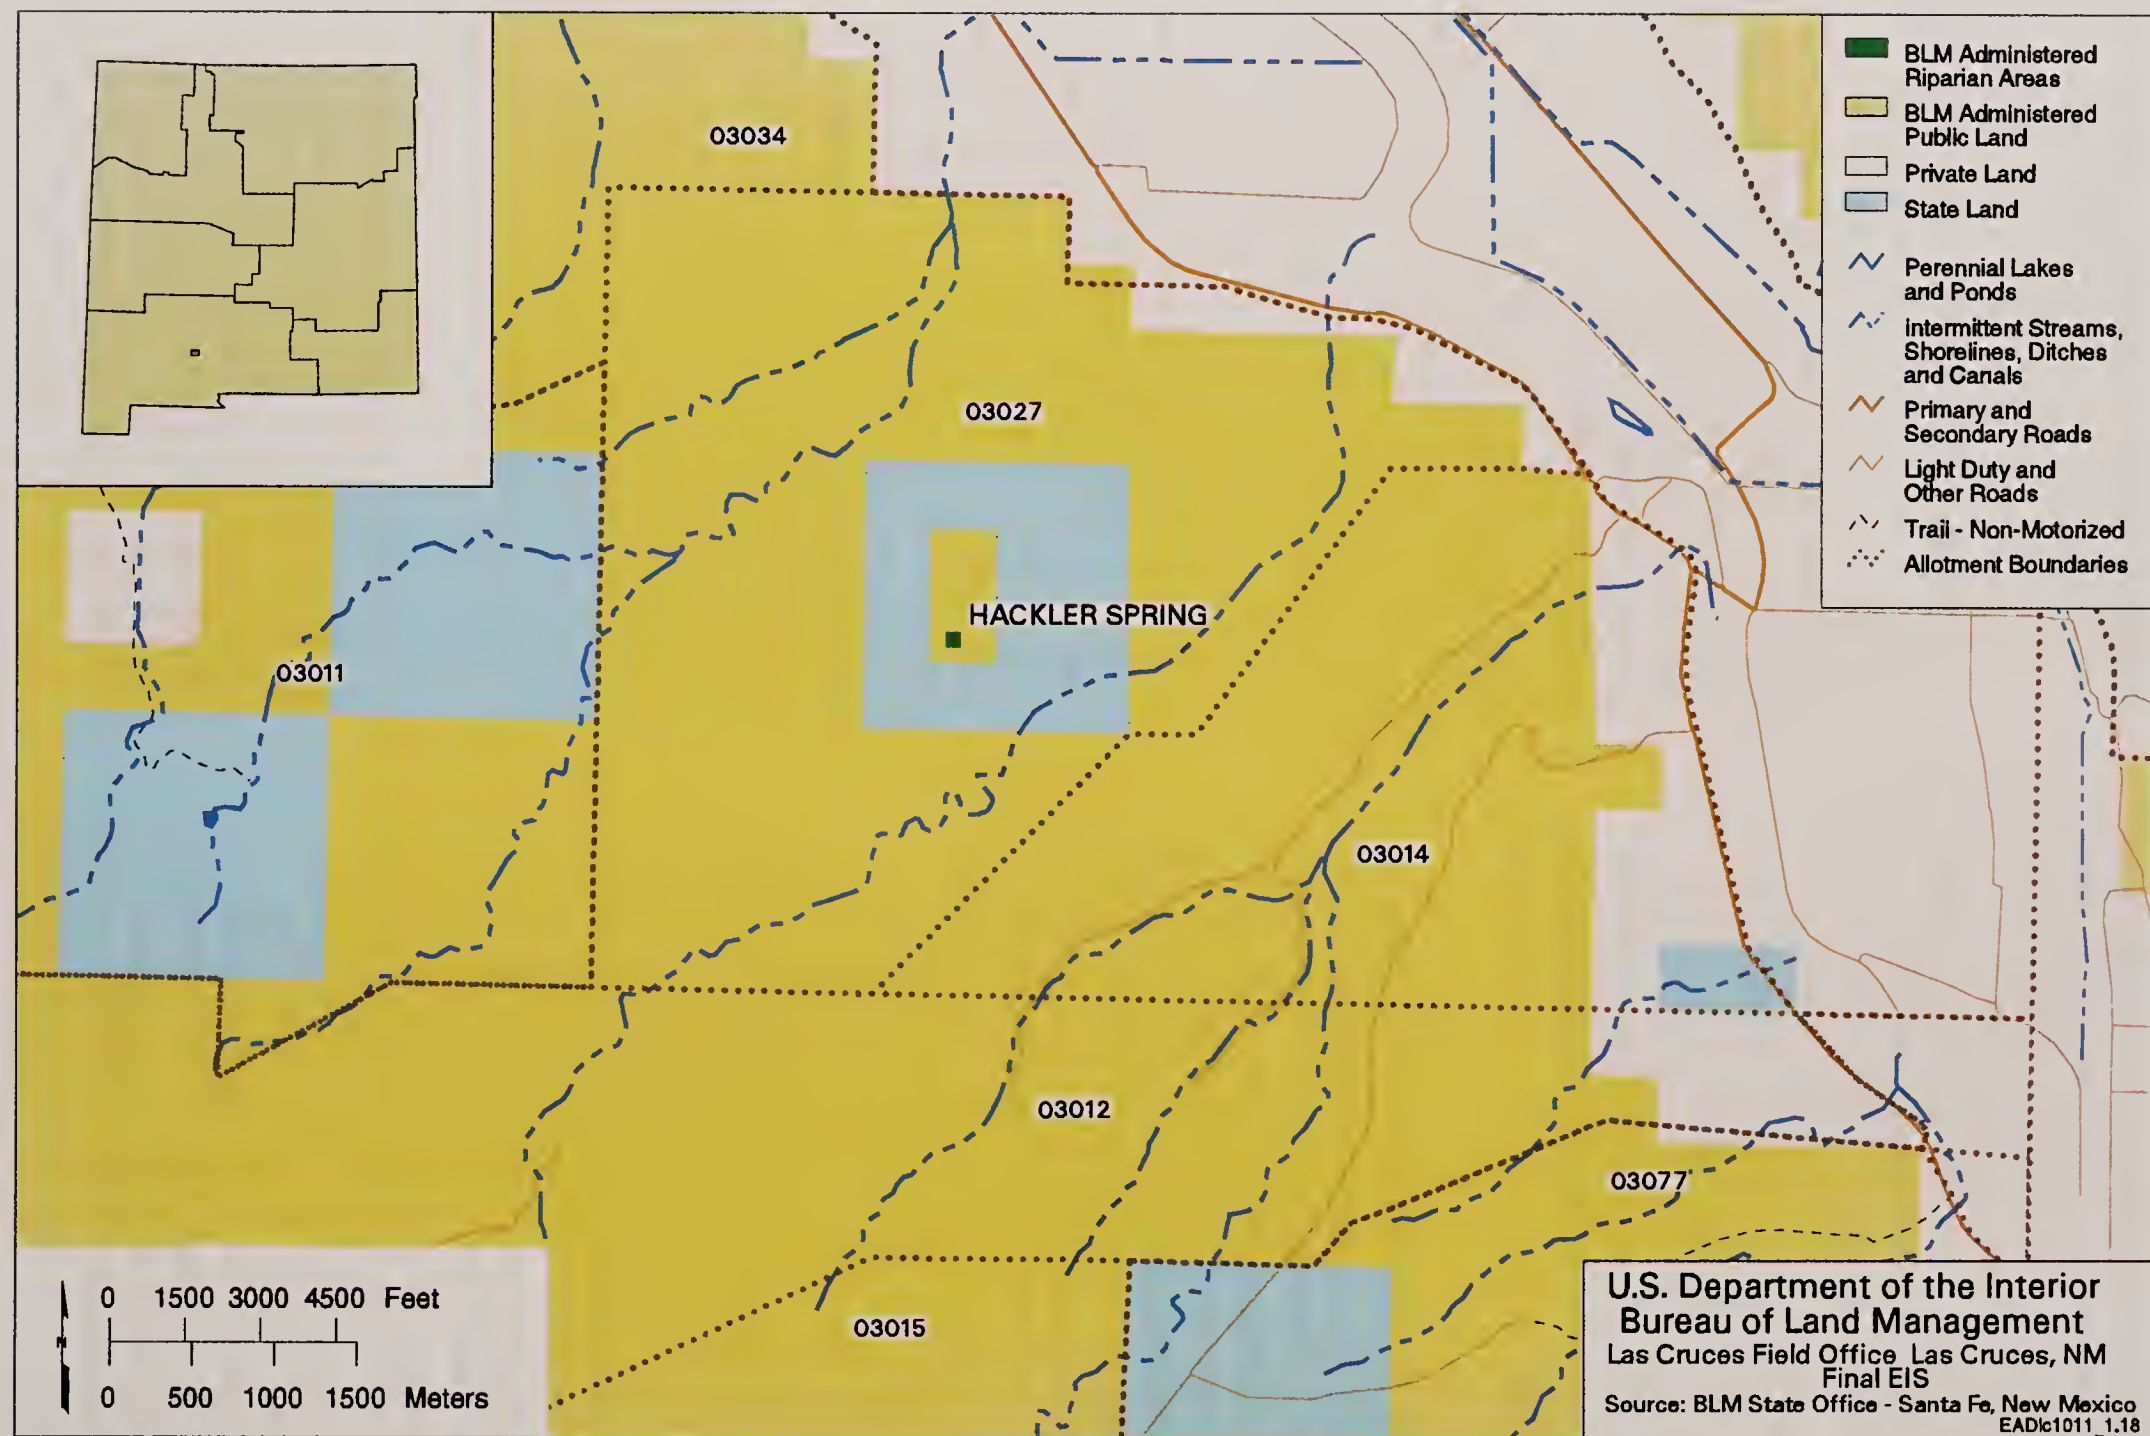 BLM Administered
Riparian Areas
BLM Administered
Public Land
Private Land
State Land
Perennial Lakes
and Ponds
Intermittent Streams,
Shorelines, Ditches
and Canals
Primary and
Secondary Roads
Light Duty and
Other Roads
Trail - Non-Motorized
Allotment Boundaries
03034
03027
HACKLER SPRING
03011
03014
03012
03077
03015
0 1500 3000 4500 Feet
0 500 1000 1500 Meters
N
U.S. Department of the Interior
Bureau of Land Management
Las Cruces Field Office Las Cruces, NM
Final EIS
Source: BLM State Office - Santa Fe, New Mexico
EADlc1011_1.18